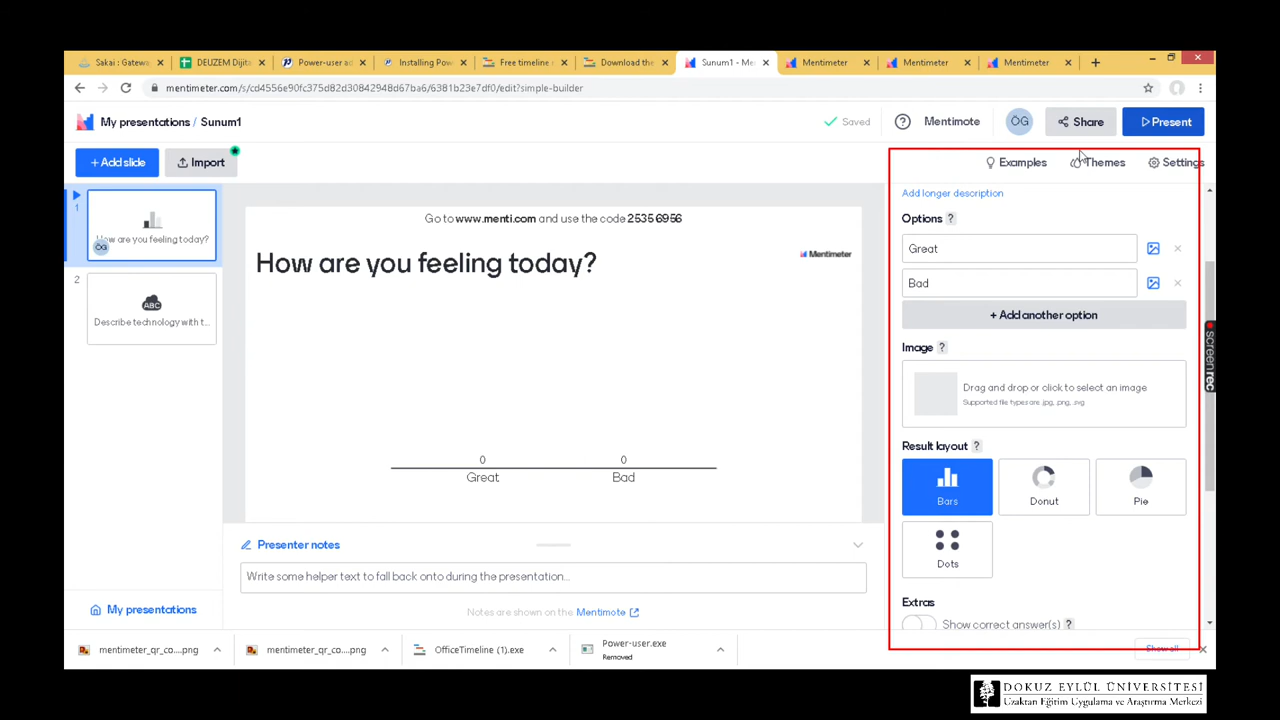 Sakai : Gatew
DEUZEM Dijit
Power-user ad
Installing Pow
Free timeline
Download the
Sunum1 - Me
Mentimeter
Mentimeter
Mentimeter
mentimeter.com/s/cd4556e90fc375d82d30842948d67ba6/6381b23e7df0/edit?simple-builder
My presentations / Sunum1
Saved
Mentimote
ÖG
Share
Present
+ Add slide
Import
Examples
Themes
Settings
1
How are you feeling today?
ÖG
2
ABC
Describe technology with t...
Go to www.menti.com and use the code 2535 6956
How are you feeling today?
Mentimeter
0
0
Great
Bad
Add longer description
Options ?
Great
Bad
+ Add another option
Image ?
Drag and drop or click to select an image
Supported file types are .jpg, .png, .svg
Result layout ?
Bars
Donut
Pie
Dots
Extras
Show correct answer(s) ?
Presenter notes
Write some helper text to fall back onto during the presentation...
Notes are shown on the Mentimote
My presentations
mentimeter_qr_co....png
mentimeter_qr_co....png
OfficeTimeline (1).exe
Power-user.exe
Removed
Show all
screenrec
DOKUZ EYLÜL ÜNİVERSİTESİ
Uzaktan Eğitim Uygulama ve Araştırma Merkezi